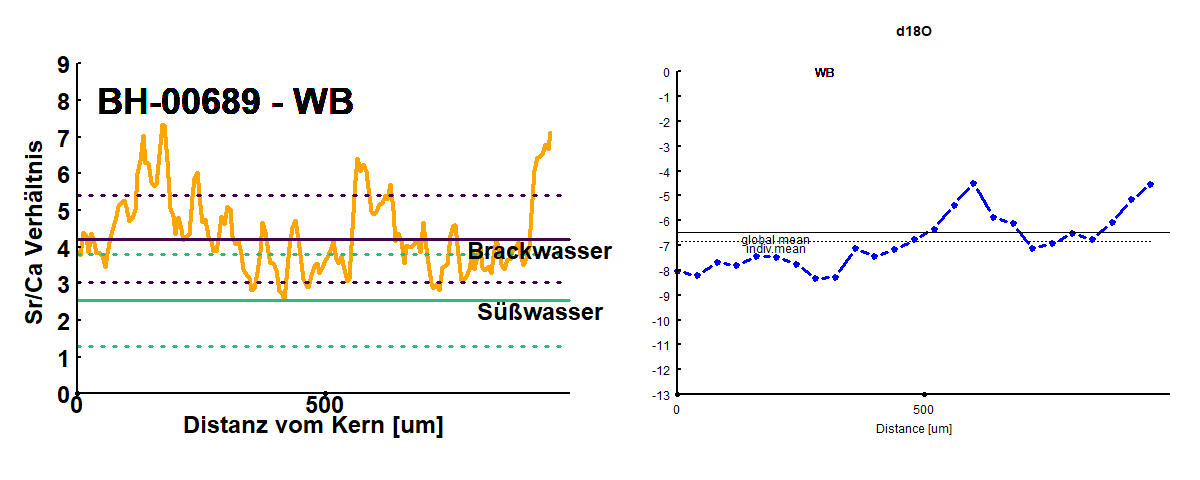 9
8
7
6
5
4
3
2
1
0
Sr/Ca Verhältnis
BH-00689 - WB
Brackwasser
Süßwasser
0
500
Distanz vom Kern [um]
d18O
WB
0
-1
-2
-3
-4
-5
-6
-7
-8
-9
-10
-11
-12
-13
global mean
indiv.mean
0
500
Distance [um]